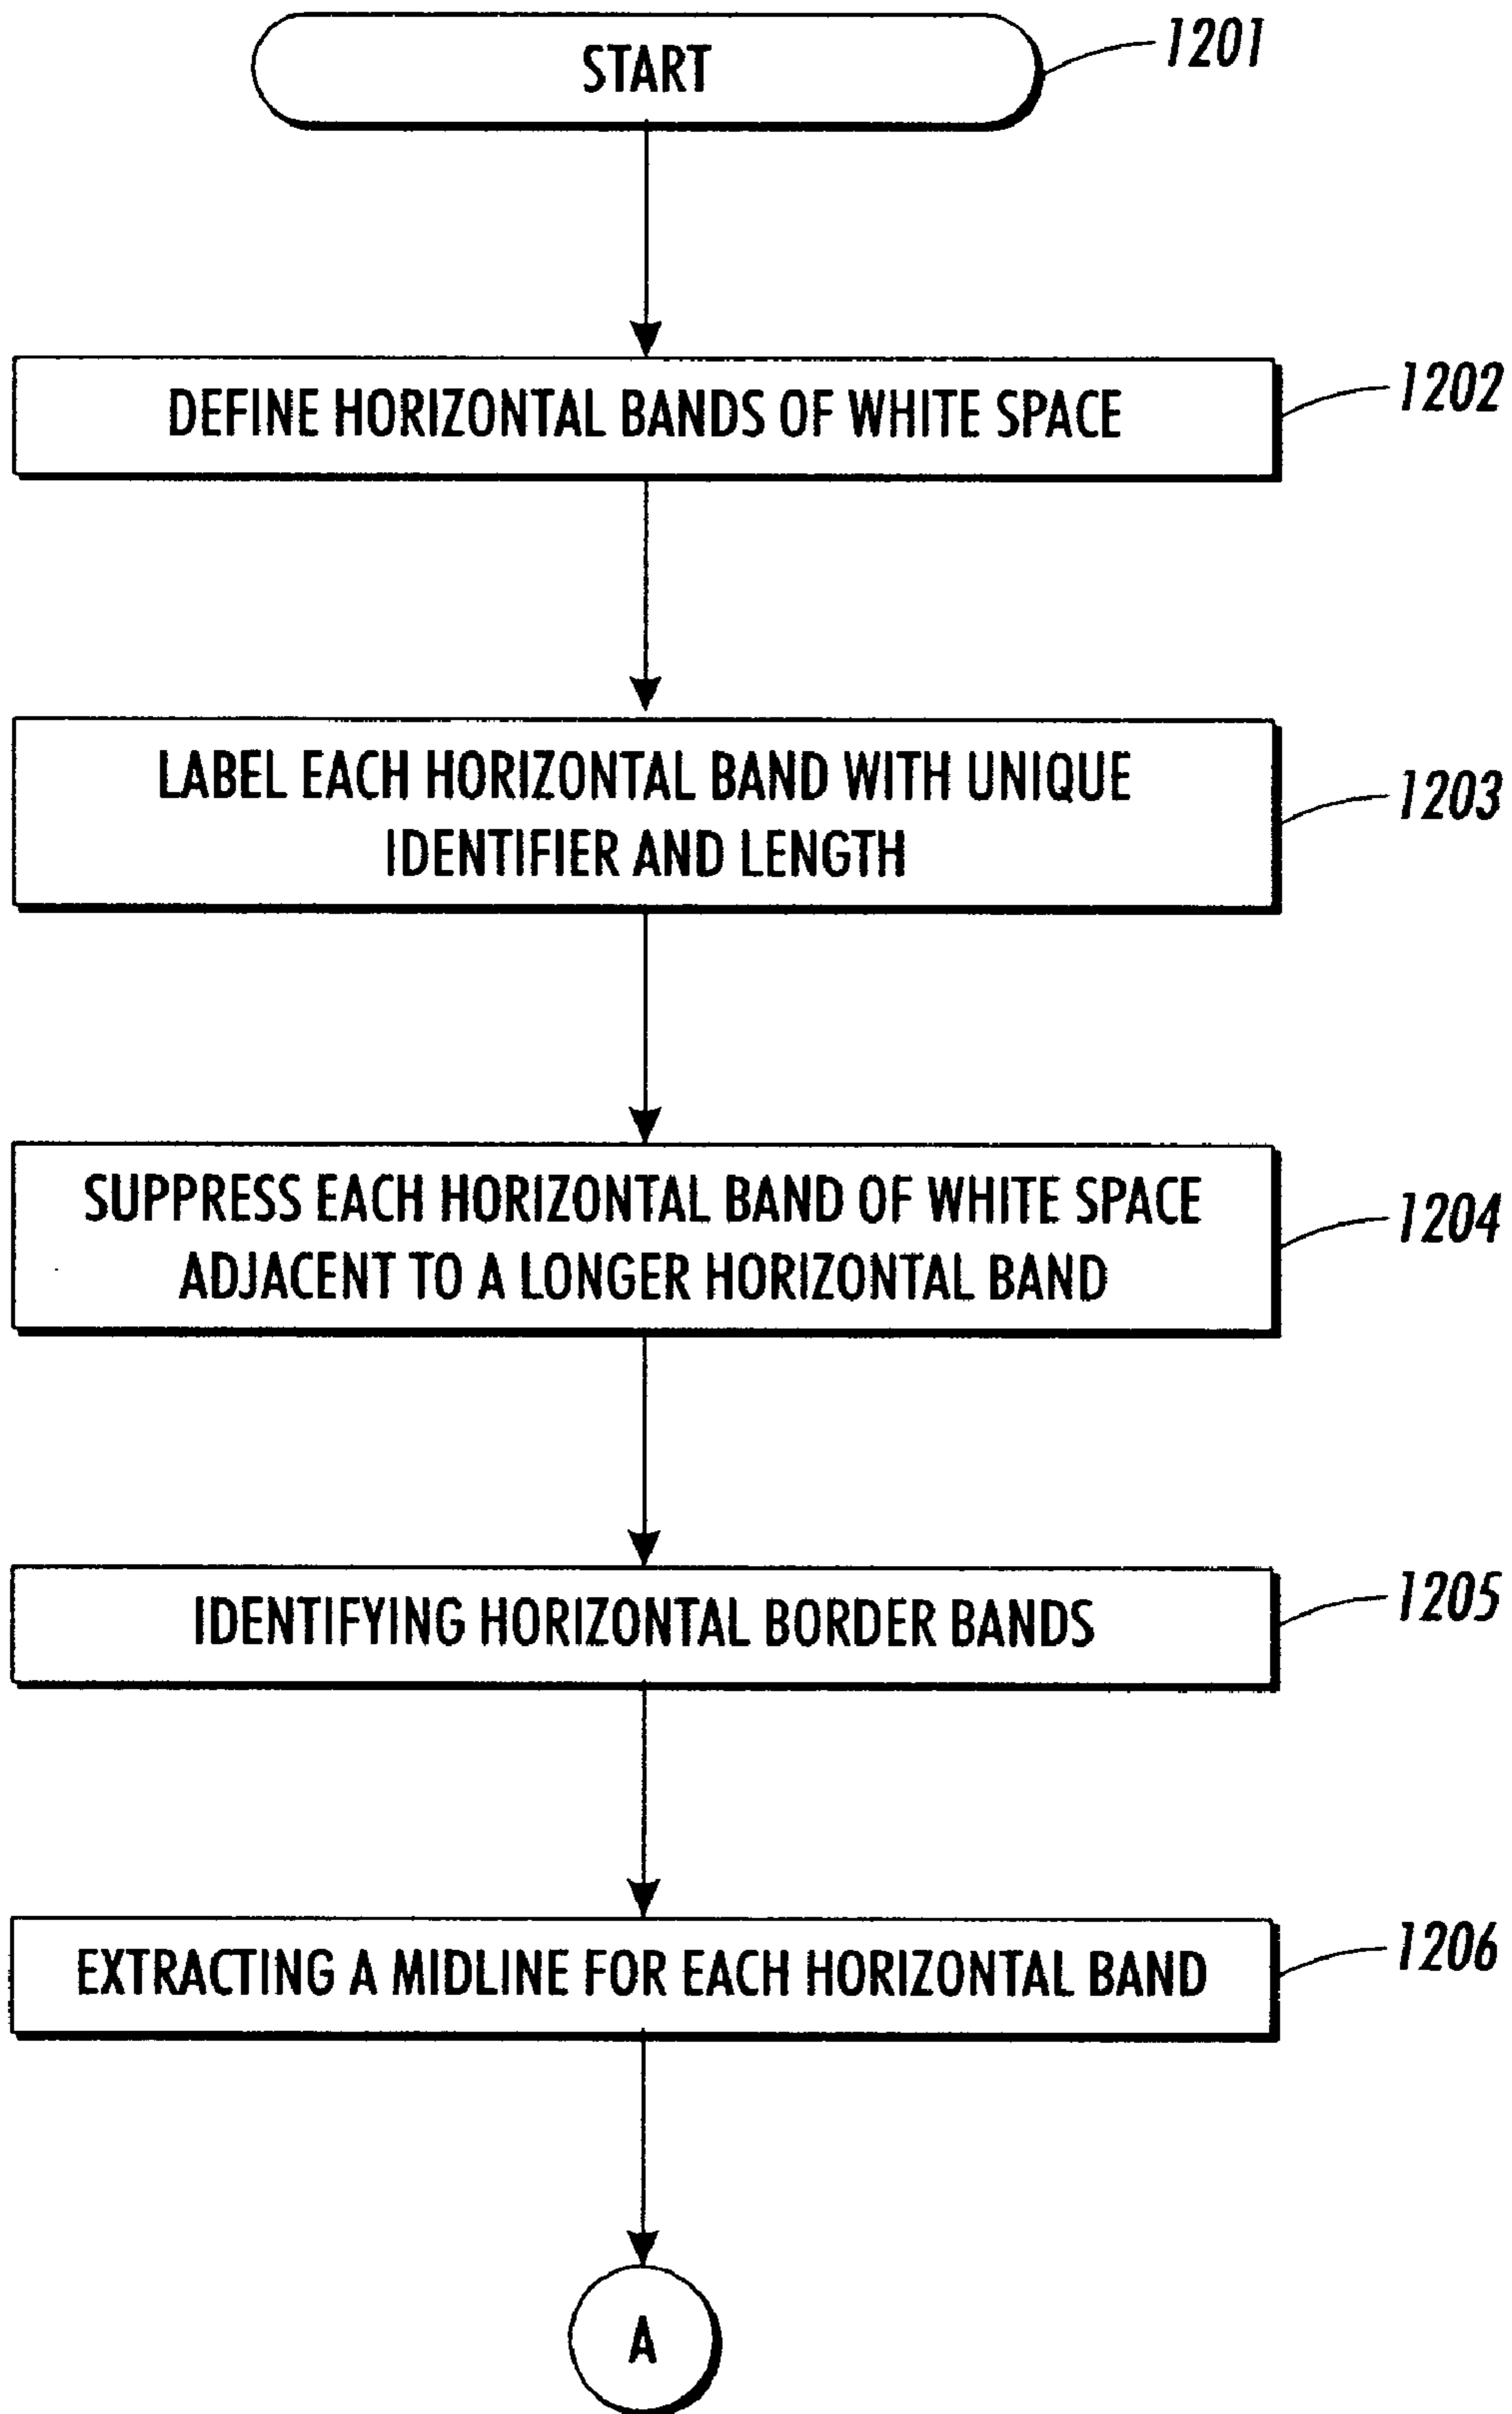 START
1201
DEFINE HORIZONTAL BANDS OF WHITE SPACE
1202
LABEL EACH HORIZONTAL BAND WITH UNIQUE
IDENTIFIER AND LENGTH
1203
SUPPRESS EACH HORIZONTAL BAND OF WHITE SPACE
ADJACENT TO A LONGER HORIZONTAL BAND
1204
IDENTIFYING HORIZONTAL BORDER BANDS
1205
EXTRACTING A MIDLINE FOR EACH HORIZONTAL BAND
1206
A